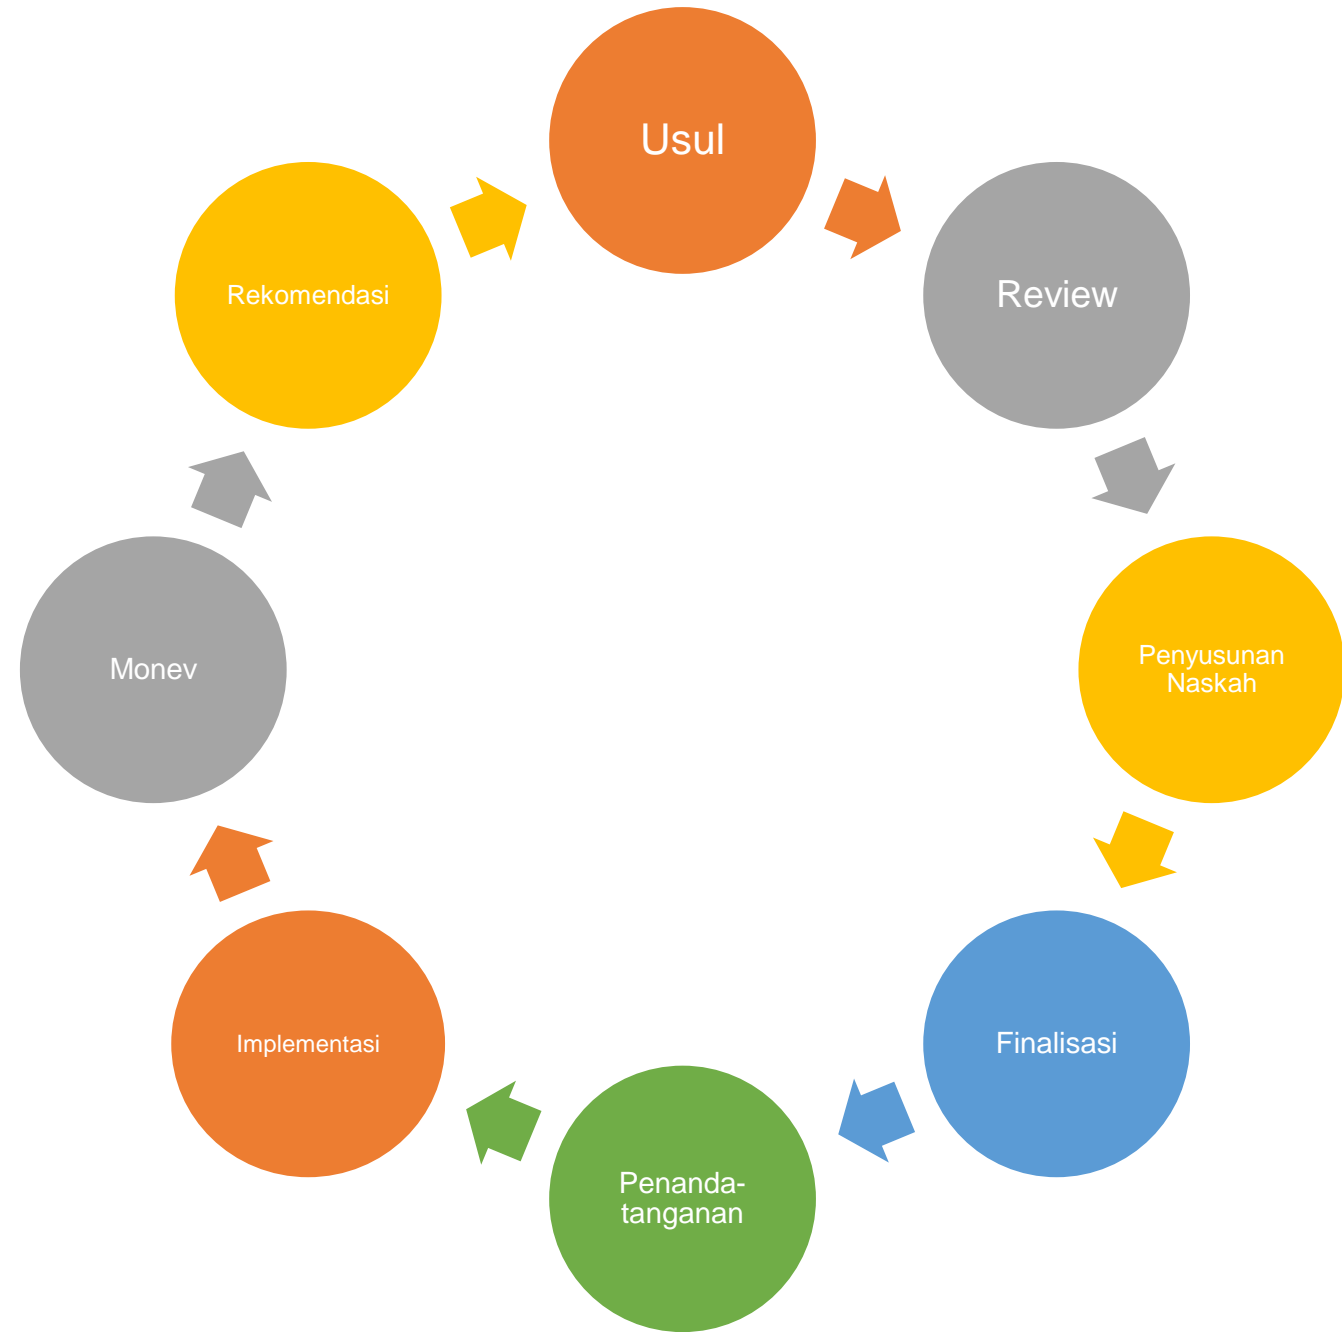 Usul
Review
Penyusunan
Naskah
Finalisasi
Penanda-
tanganan
Implementasi
Monev
Rekomendasi